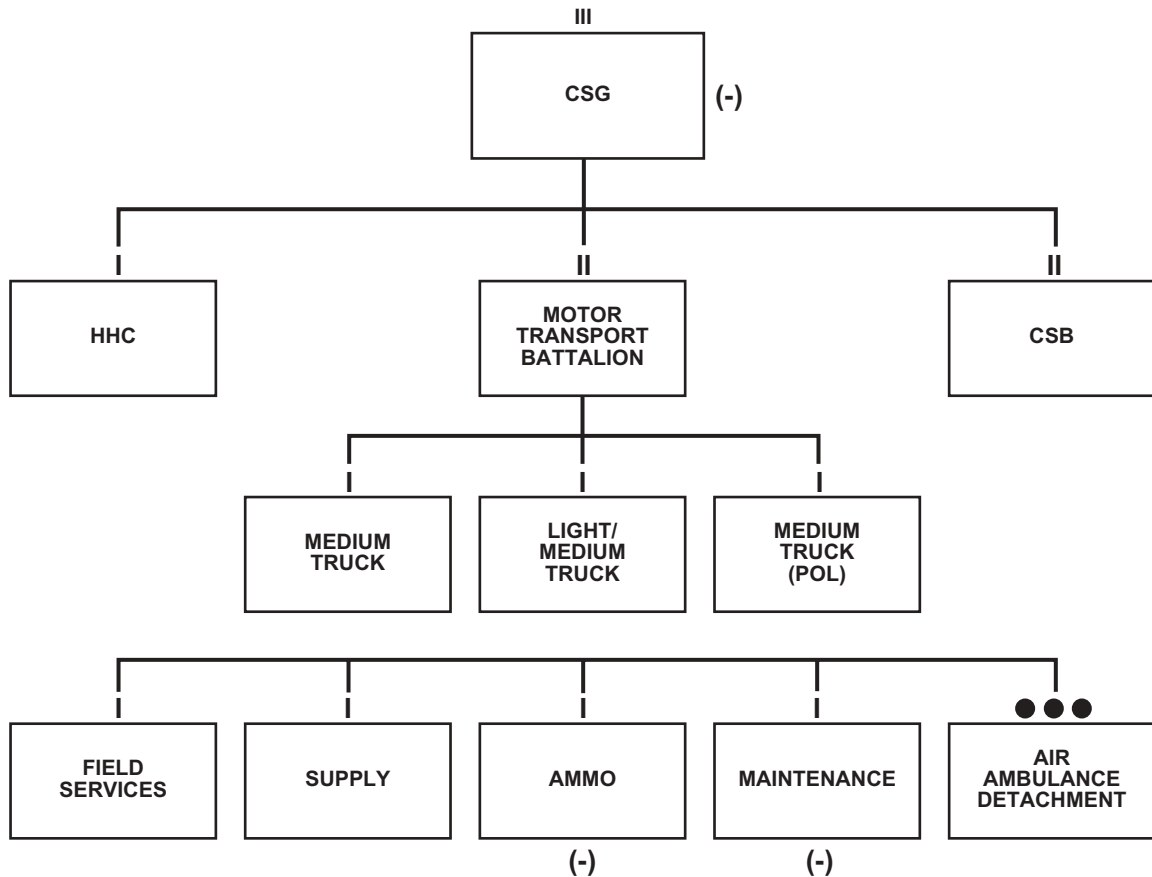 III
CSG
(-)
I
II
II
HHC
MOTOR
TRANSPORT
BATTALION
CSB
I
I
I
MEDIUM
TRUCK
LIGHT/
MEDIUM
TRUCK
MEDIUM
TRUCK
(POL)
I
I
I
I
FIELD
SERVICES
SUPPLY
AMMO
MAINTENANCE
AIR
AMBULANCE
DETACHMENT
(-)
(-)